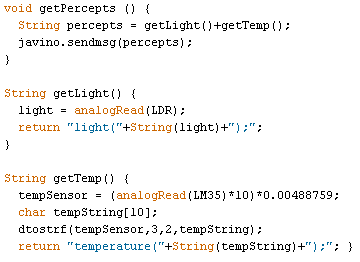 void getPercepts () {
  String percepts = getLight()+getTemp();
  javino.sendmsg(percepts);
}

String getLight() {
  light = analogRead(LDR);
  return "light("+String(light)+");";
}

String getTemp() {
  tempSensor = (analogRead(LM35)*10)*0.00488759;
  char tempString[10];
  dtostrf(tempSensor,3,2,tempString);
  return "temperature("+String(tempString)+");"; }